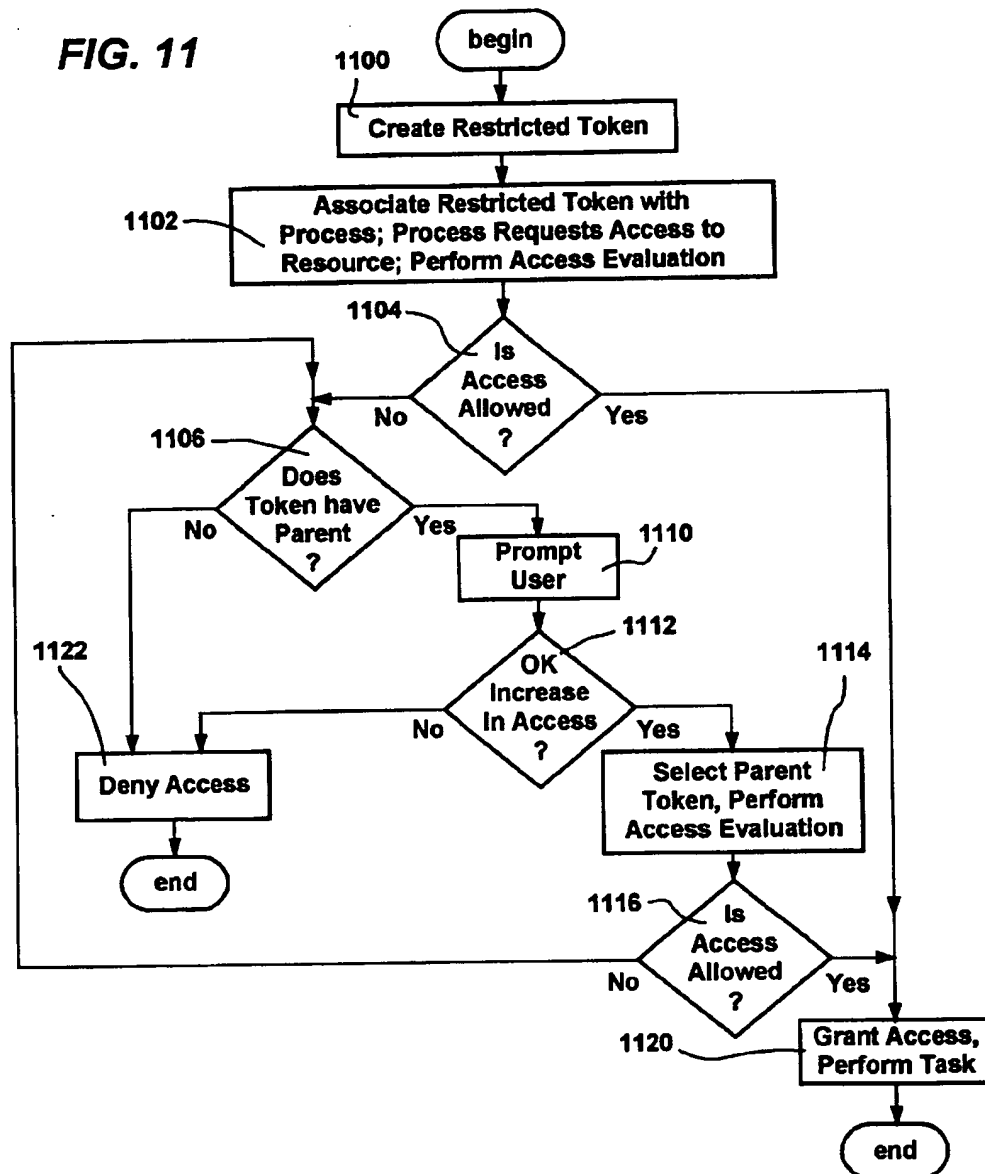 FIG. 11
begin
1100
Create Restricted Token
1102
Associate Restricted Token with
Process; Process Requests Access to
Resource; Perform Access Evaluation
1104
Is
Access
Allowed
?
No
Yes
1106
Does
Token have
Parent
?
No
Yes
1110
Prompt
User
1112
OK
Increase
In Access
?
No
Yes
1114
Select Parent
Token, Perform
Access Evaluation
1122
Deny Access
end
1116
Is
Access
Allowed
?
No
Yes
1120
Grant Access,
Perform Task
end